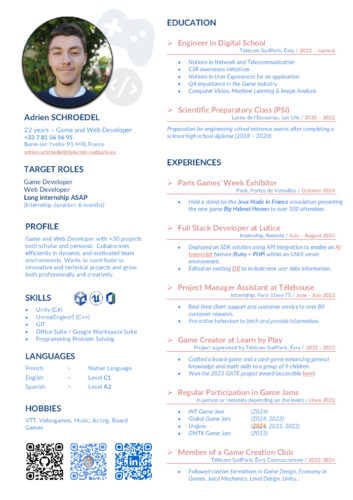 Adrien SCHROEDEL
22 years – Game and Web Developer
+33 7 81 56 56 95
Bures-sur-Yvette (91 440), France
adrien.schroedel@telecom-sudparis.eu
TARGET ROLES
Game Developer
Web Developer
Long internship ASAP
(Internship duration: 6 months)
PROFILE
Game and Web Developer with +30 projects
both scholar and personal. Collaborates
efficiently in dynamic and motivated team
environments. Wants to contribute to
innovative and technical projects and grow
both professionally and creatively.
SKILLS
• Unity (C#)
• UnrealEngine5 (C++)
• GIT
• Office Suite / Google Workspace Suite
• Programming Problem Solving
LANGUAGES
French = Native Language
English = Level C1
Spanish = Level A2
HOBBIES
VTT, Videogames, Music, Acting, Board
Games
EDUCATION
➢ Engineer in Digital School
Télécom SudParis, Évry / 2022 – current
• Notions in Network and Telecommunication
• CSR awareness initiatives
• Notions in User Experiences for an application
• QA importance in the Game industry
• Computer Vision, Machine Learning & Image Analysis
➢ Scientific Preparatory Class (PSI)
Lycée de l'Essouriau, Les Ulis / 2020 – 2022
Preparation for engineering school entrance exams after completing a
science high school diploma (2018 – 2020).
EXPERIENCES
➢ Paris Games' Week Exhibitor
Paris, Portes de Versailles / October 2024
• Held a stand for the Jeux Made In France association presenting
the new game Big Helmet Heroes to over 100 attendees.
➢ Full Stack Developer at Lutice
Internship, Remote / July – August 2024
• Deployed an SDK solution using API integration to enable an AI
transcript feature (Ruby + PHP) within an UNIX server
environment.
• Edited an existing DB to include new user data information.
➢ Project Manager Assistant at Téléhouse
Internship, Paris 11ème 75 / June - July 2023
• Real-time client support and customer service to over 80
customer requests.
• Pro-active behaviour to fetch and provide information.
➢ Game Creator at Learn by Play
Project supervised by Télécom SudParis, Évry / 2022 - 2023
• Crafted a board-game and a card-game enhancing general
knowledge and math skills to a group of 9 children.
• Won the 2023 GATE project award (accessible here).
➢ Regular Participation in Game Jams
In person or remotely depending on the event / since 2022
• INT Game Jam (2024)
• Global Game Jam (2024, 2023)
• Unijam (2024, 2023, 2022)
• GMTK Game Jam (2023)
➢ Member of a Game Creation Club
Télécom SudParis, Évry Courcouronnes / 2022-2024
• Followed custom formations in Game Design, Economy in
Games, Juice Mechanics, Level Design, Unity…